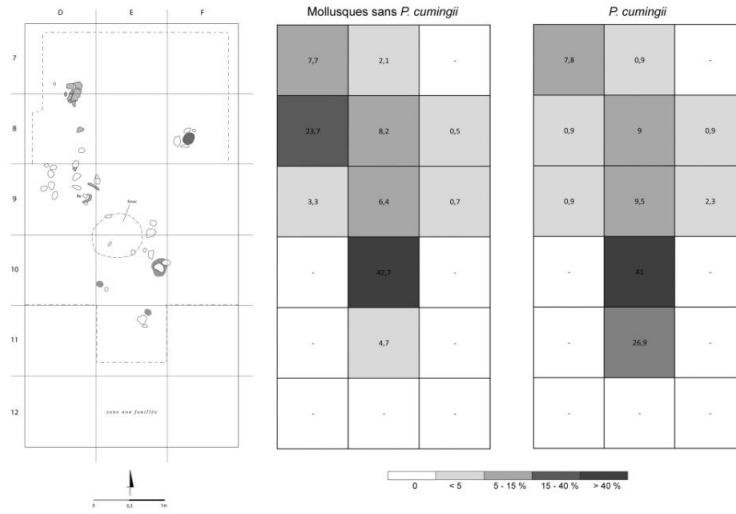 D E F
Mollusques sans P. cumingii
P. cumingii
7
7,7 2,1 -
7,8 0,9 -
8
23,7 8,2 0,5
0,9 9 0,9
9
fosse
3,3 6,4 0,7
0,9 9,5 2,3
10
- 42,7 -
- 41 -
11
- 4,7 -
- 26,9 -
12
zone non fouillée
- - -
- - -
0 < 5 5 - 15 % 15 - 40 % > 40 %
0 0,5 1m